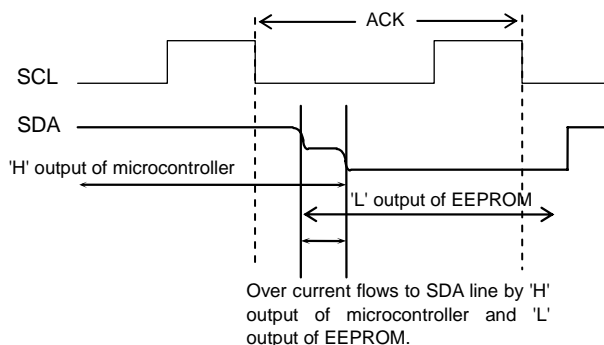 ACK
SCL
SDA
'H' output of microcontroller
'L' output of EEPROM
Over current flows to SDA line by 'H'
output of microcontroller and 'L'
output of EEPROM.